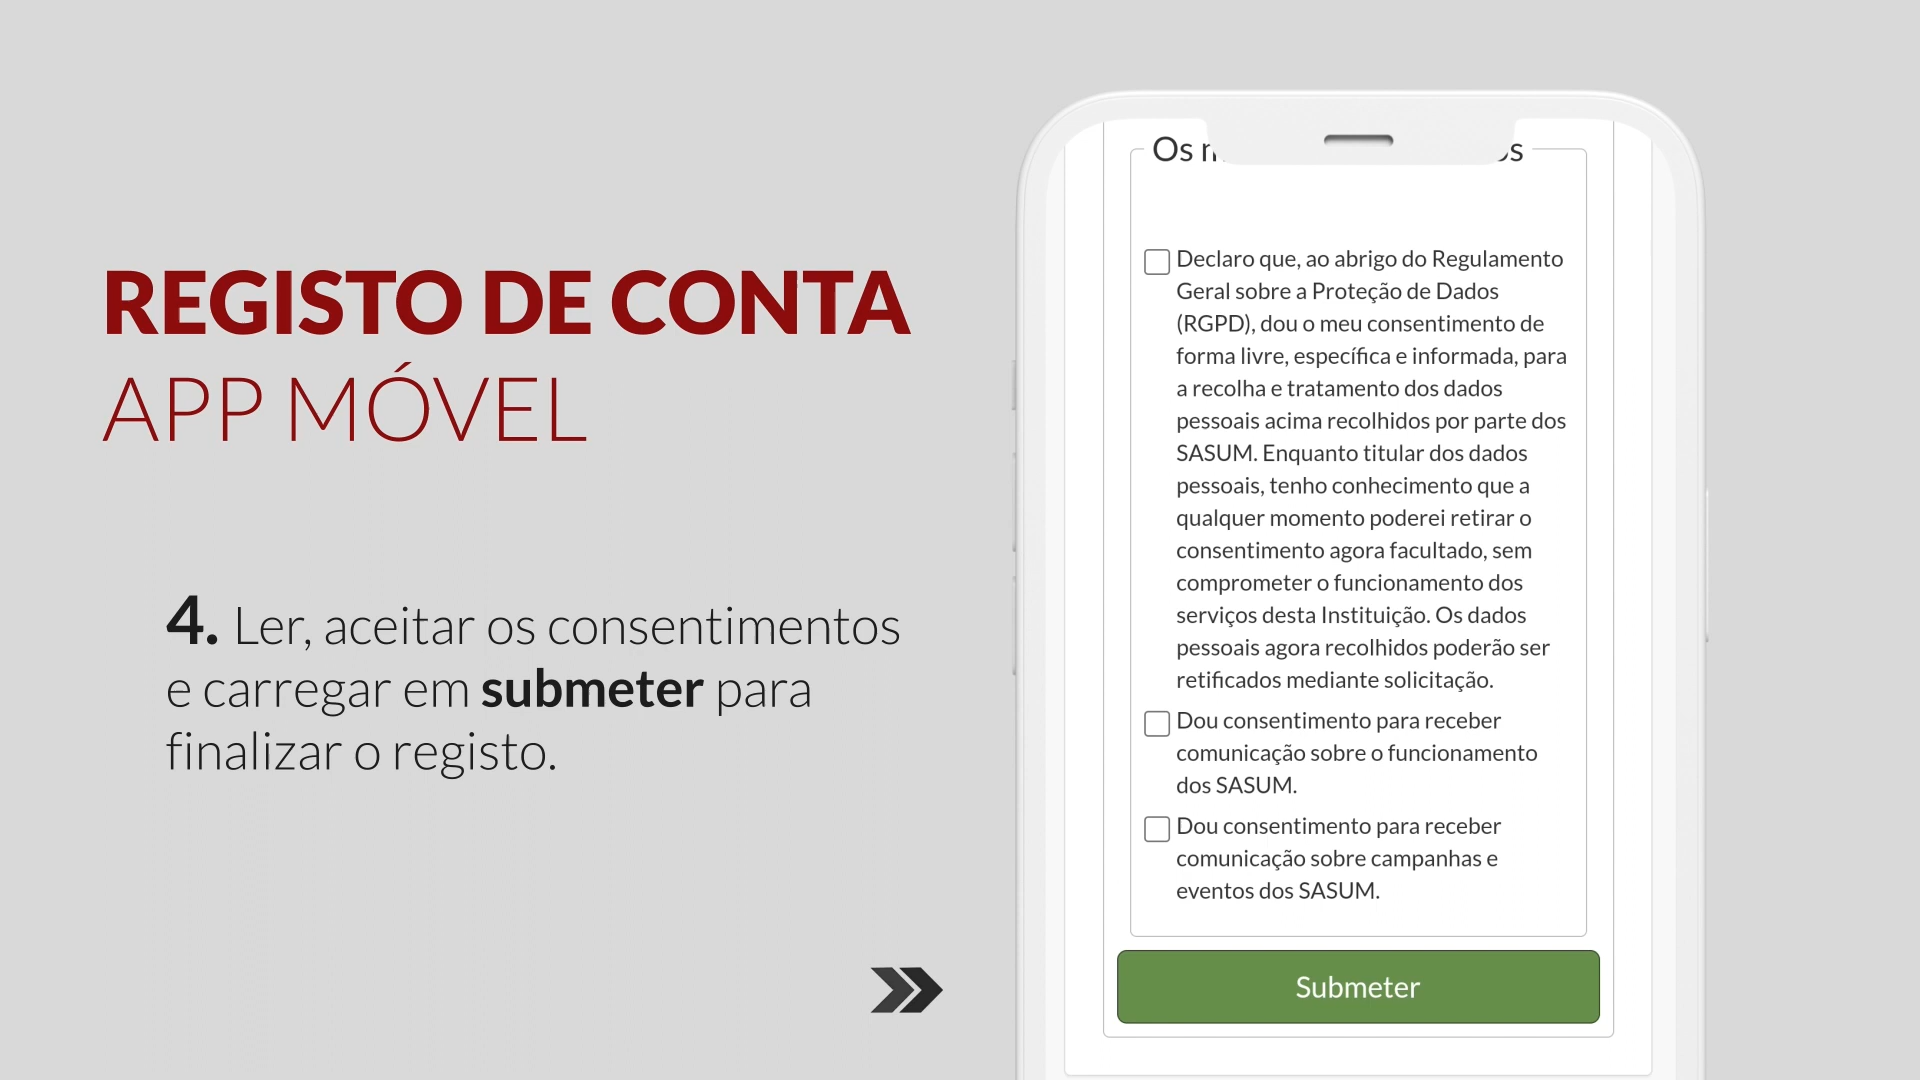 REGISTO DE CONTA
APP MÓVEL
4. Ler, aceitar os consentimentos
e carregar em submeter para
finalizar o registo.
Os
Declaro que, ao abrigo do Regulamento
Geral sobre a Proteção de Dados
(RGPD), dou o meu consentimento de
forma livre, específica e informada, para
a recolha e tratamento dos dados
pessoais acima recolhidos por parte dos
SASUM. Enquanto titular dos dados
pessoais, tenho conhecimento que a
qualquer momento poderei retirar o
consentimento agora facultado, sem
comprometer o funcionamento dos
serviços desta Instituição. Os dados
pessoais agora recolhidos poderão ser
retificados mediante solicitação.
Dou consentimento para receber
comunicação sobre o funcionamento
dos SASUM.
Dou consentimento para receber
comunicação sobre campanhas e
eventos dos SASUM.
Submeter